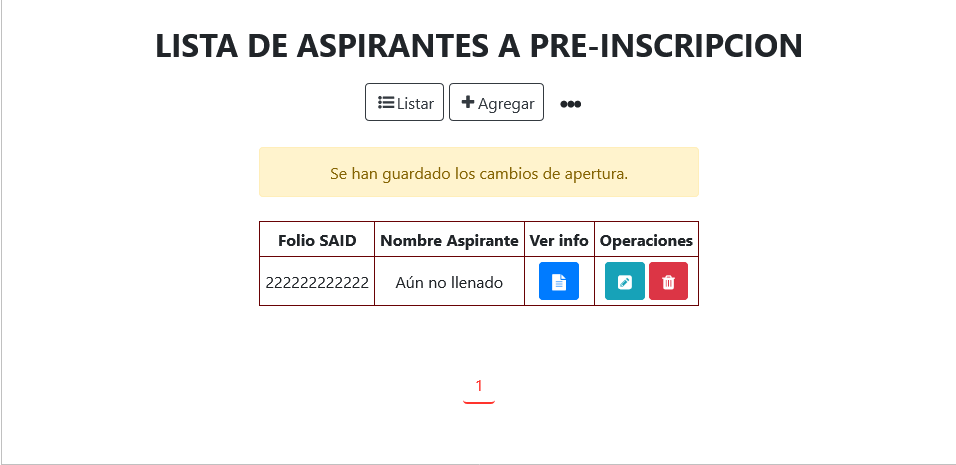 LISTA DE ASPIRANTES A PRE-INSCRIPCION
Listar Agregar
Se han guardado los cambios de apertura.
Folio SAID Nombre Aspirante Ver info Operaciones
222222222222 Aún no llenado
1